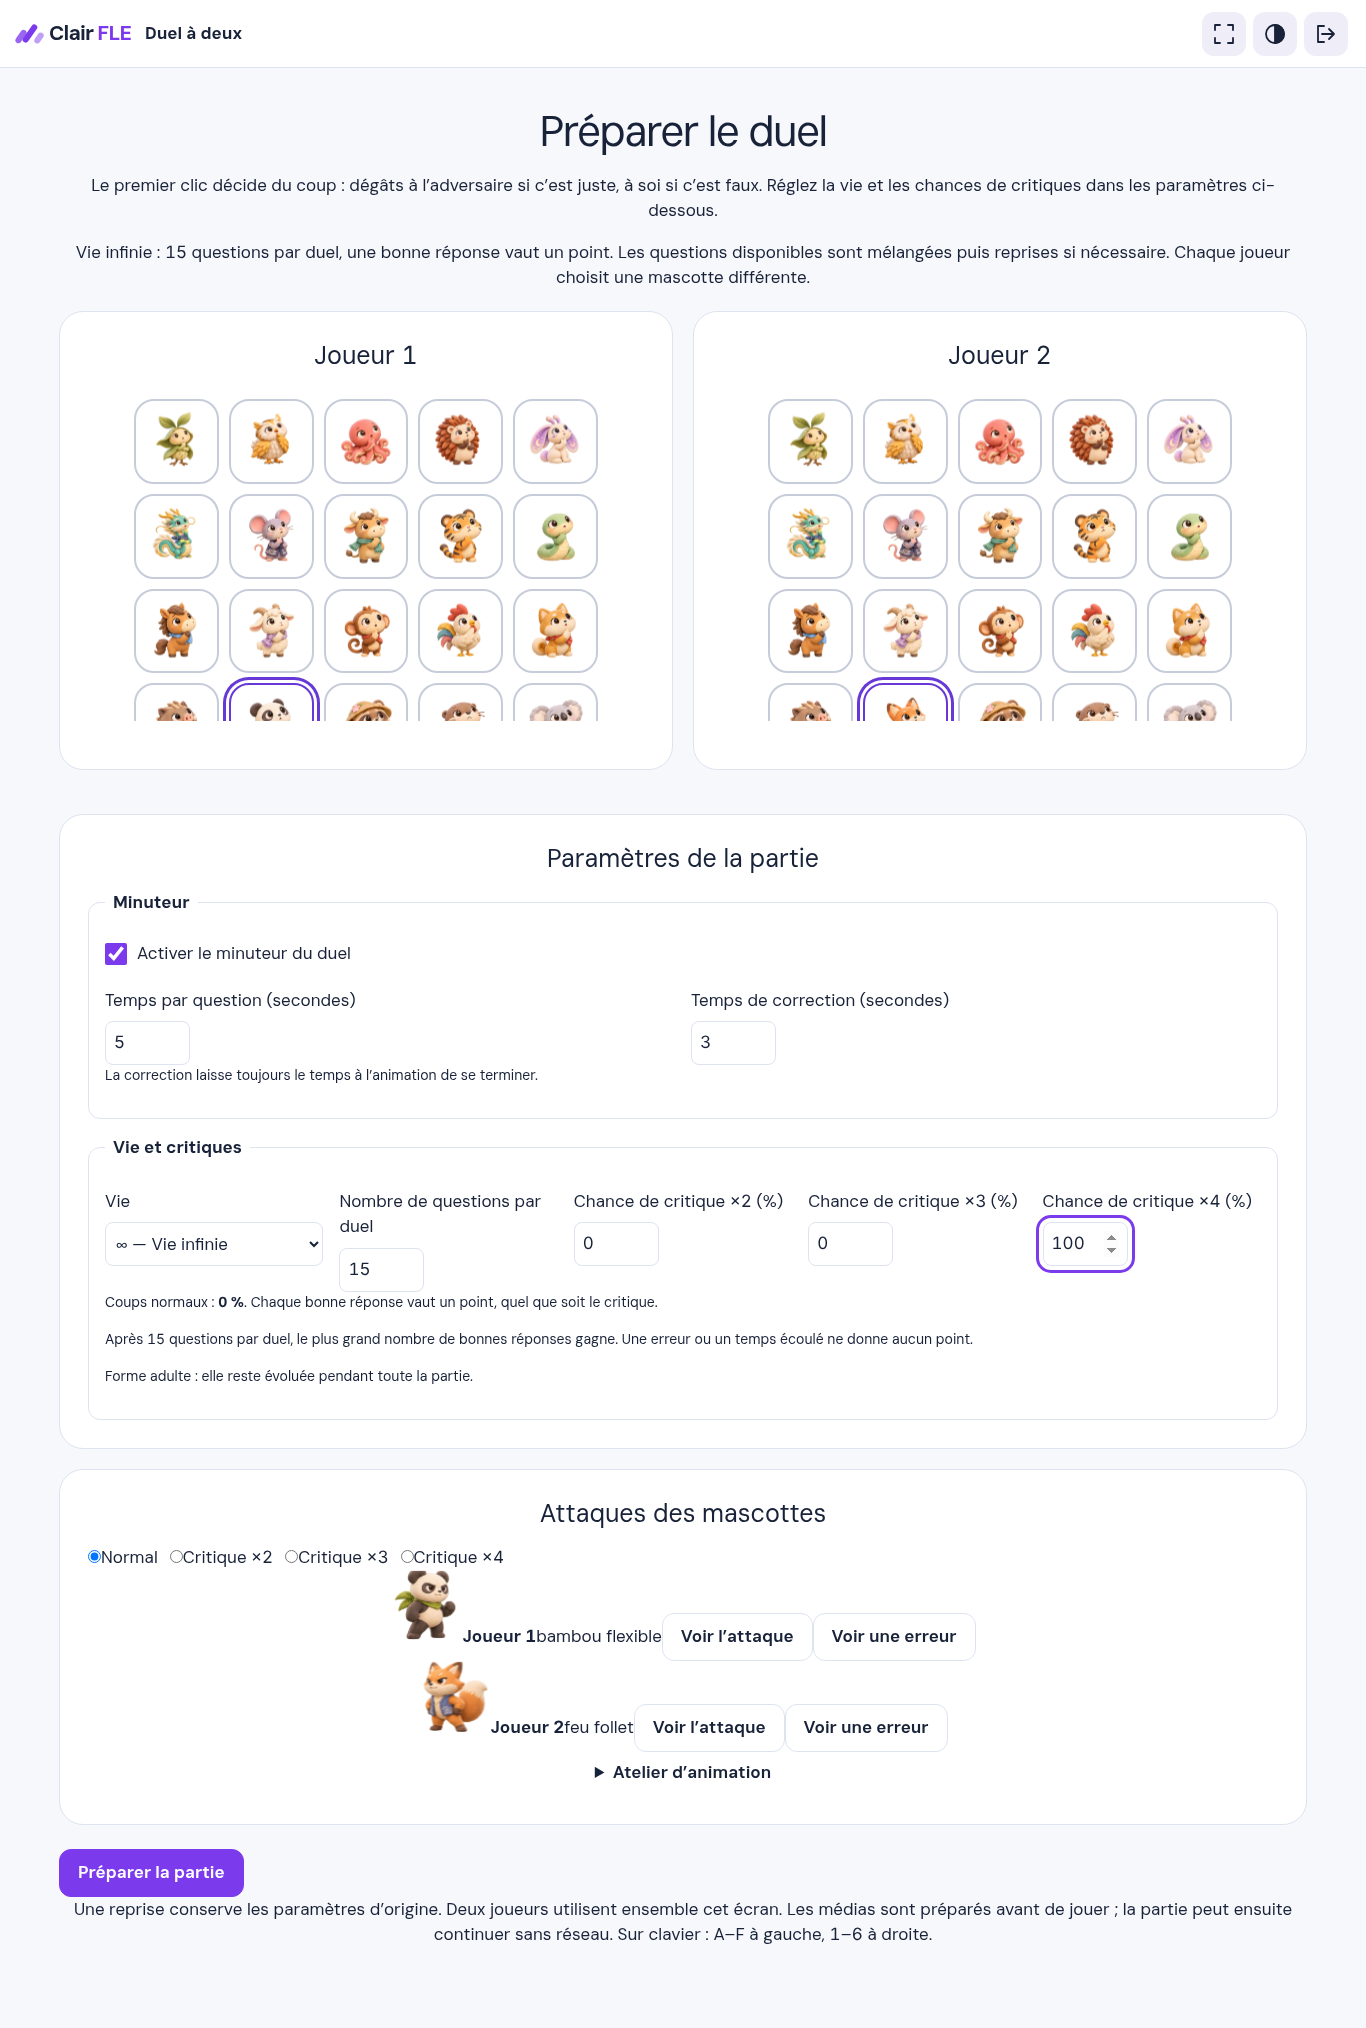 Clair FLE Duel à deux
Préparer le duel
Le premier clic décide du coup : dégâts à l’adversaire si c’est juste, à soi si c’est faux. Réglez la vie et les chances de critiques dans les paramètres ci-
dessous.
Vie infinie : 15 questions par duel, une bonne réponse vaut un point. Les questions disponibles sont mélangées puis reprises si nécessaire. Chaque joueur
choisit une mascotte différente.
Joueur 1
Joueur 2
Paramètres de la partie
Minuteur
Activer le minuteur du duel
Temps par question (secondes)
Temps de correction (secondes)
5
3
La correction laisse toujours le temps à l’animation de se terminer.
Vie et critiques
Vie
Nombre de questions par
duel
Chance de critique ×2 (%)
Chance de critique ×3 (%)
Chance de critique ×4 (%)
∞ — Vie infinie
15
0
0
100
Coups normaux : 0 %. Chaque bonne réponse vaut un point, quel que soit le critique.
Après 15 questions par duel, le plus grand nombre de bonnes réponses gagne. Une erreur ou un temps écoulé ne donne aucun point.
Forme adulte : elle reste évoluée pendant toute la partie.
Attaques des mascottes
Normal Critique ×2 Critique ×3 Critique ×4
Joueur 1bambou flexible Voir l’attaque Voir une erreur
Joueur 2feu follet Voir l’attaque Voir une erreur
▶ Atelier d’animation
Préparer la partie
Une reprise conserve les paramètres d’origine. Deux joueurs utilisent ensemble cet écran. Les médias sont préparés avant de jouer ; la partie peut ensuite
continuer sans réseau. Sur clavier : A–F à gauche, 1–6 à droite.